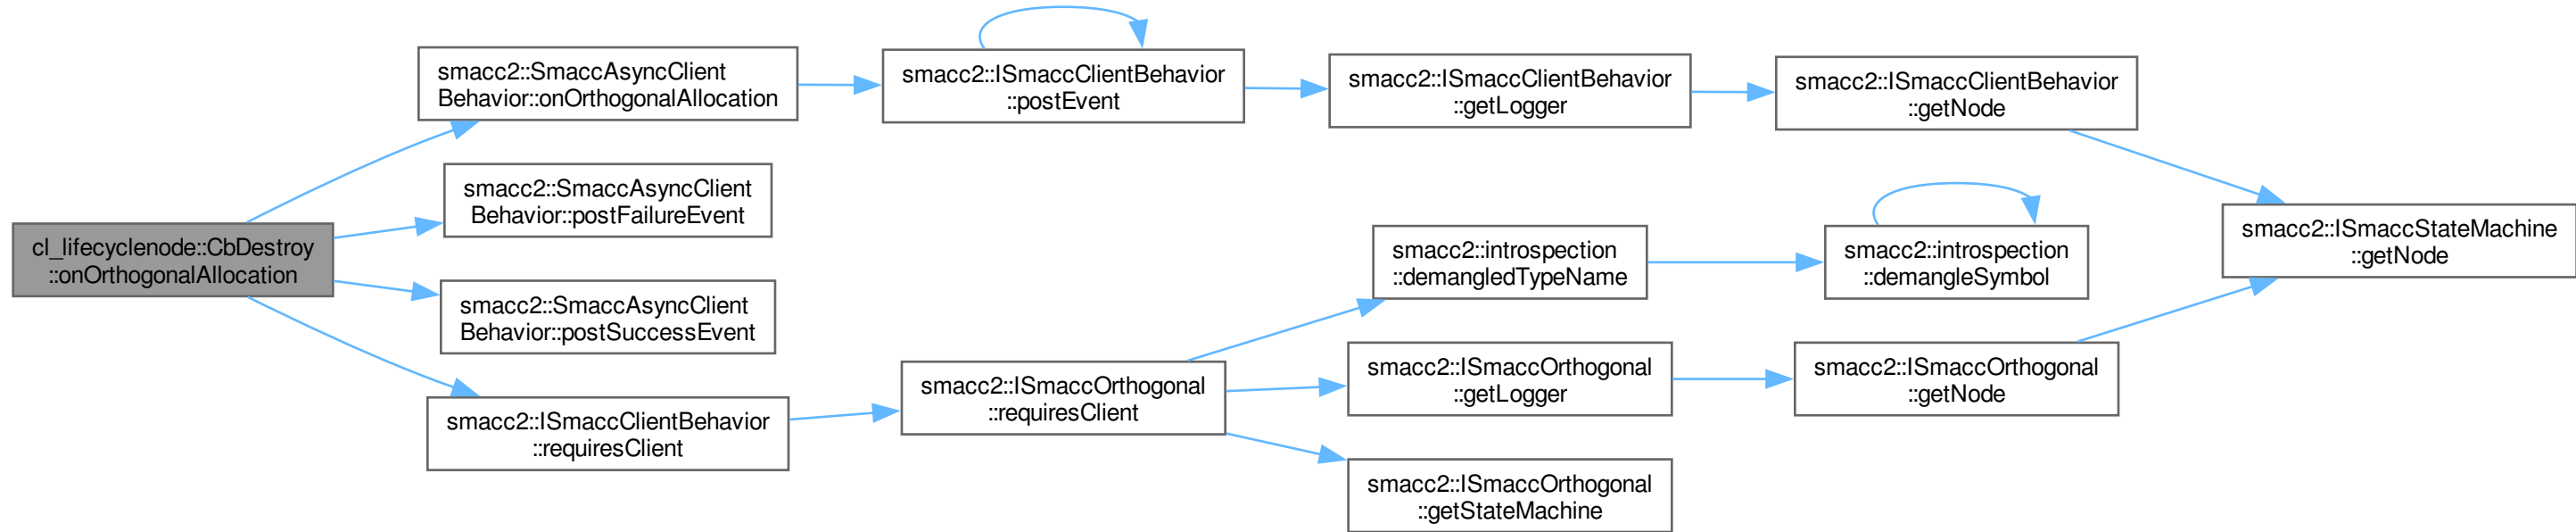 cl_lifecyclenode::CbDestroy
::onOrthogonalAllocation
smacc2::SmaccAsyncClient
Behavior::onOrthogonalAllocation
smacc2::ISmaccClientBehavior
::postEvent
smacc2::ISmaccClientBehavior
::getLogger
smacc2::ISmaccClientBehavior
::getNode
smacc2::ISmaccStateMachine
::getNode
smacc2::SmaccAsyncClient
Behavior::postFailureEvent
smacc2::SmaccAsyncClient
Behavior::postSuccessEvent
smacc2::ISmaccClientBehavior
::requiresClient
smacc2::ISmaccOrthogonal
::requiresClient
smacc2::introspection
::demangledTypeName
smacc2::introspection
::demangleSymbol
smacc2::ISmaccOrthogonal
::getLogger
smacc2::ISmaccOrthogonal
::getNode
smacc2::ISmaccOrthogonal
::getStateMachine